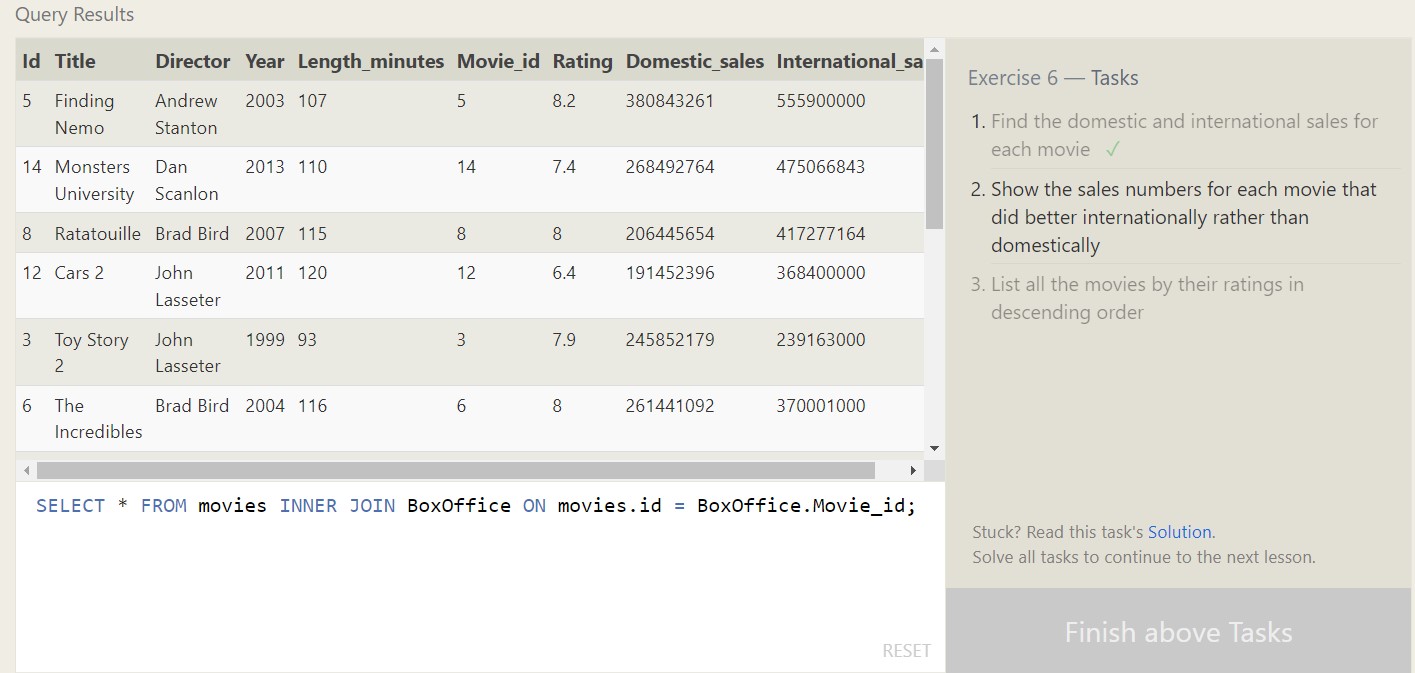 Query Results
Id Title Director Year Length_minutes Movie_id Rating Domestic_sales International_sa
5 Finding Andrew 2003 107 5 8.2 380843261 555900000
Nemo Stanton
14 Monsters Dan 2013 110 14 7.4 268492764 475066843
University Scanlon
8 Ratatouille Brad Bird 2007 115 8 8 206445654 417277164
12 Cars 2 John 2011 120 12 6.4 191452396 368400000
Lasseter
3 Toy Story John 1999 93 3 7.9 245852179 239163000
2 Lasseter
6 The Brad Bird 2004 116 6 8 261441092 370001000
Incredibles
SELECT * FROM movies INNER JOIN BoxOffice ON movies.id = BoxOffice.Movie_id;
RESET
Exercise 6 — Tasks
1. Find the domestic and international sales for
each movie ✓
2. Show the sales numbers for each movie that
did better internationally rather than
domestically
3. List all the movies by their ratings in
descending order
Stuck? Read this task's Solution.
Solve all tasks to continue to the next lesson.
Finish above Tasks